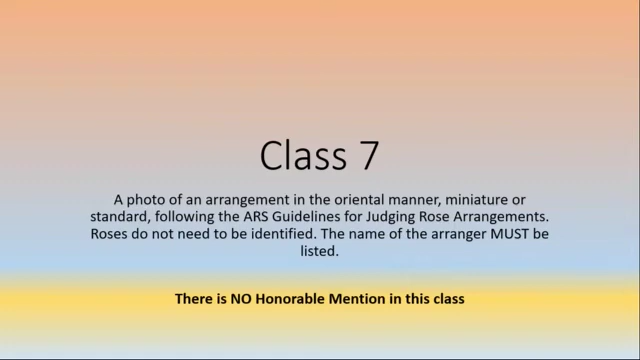 Class 7
A photo of an arrangement in the oriental manner, miniature or
standard, following the ARS Guidelines for Judging Rose Arrangements.
Roses do not need to be identified. The name of the arranger MUST be
listed.
There is NO Honorable Mention in this class